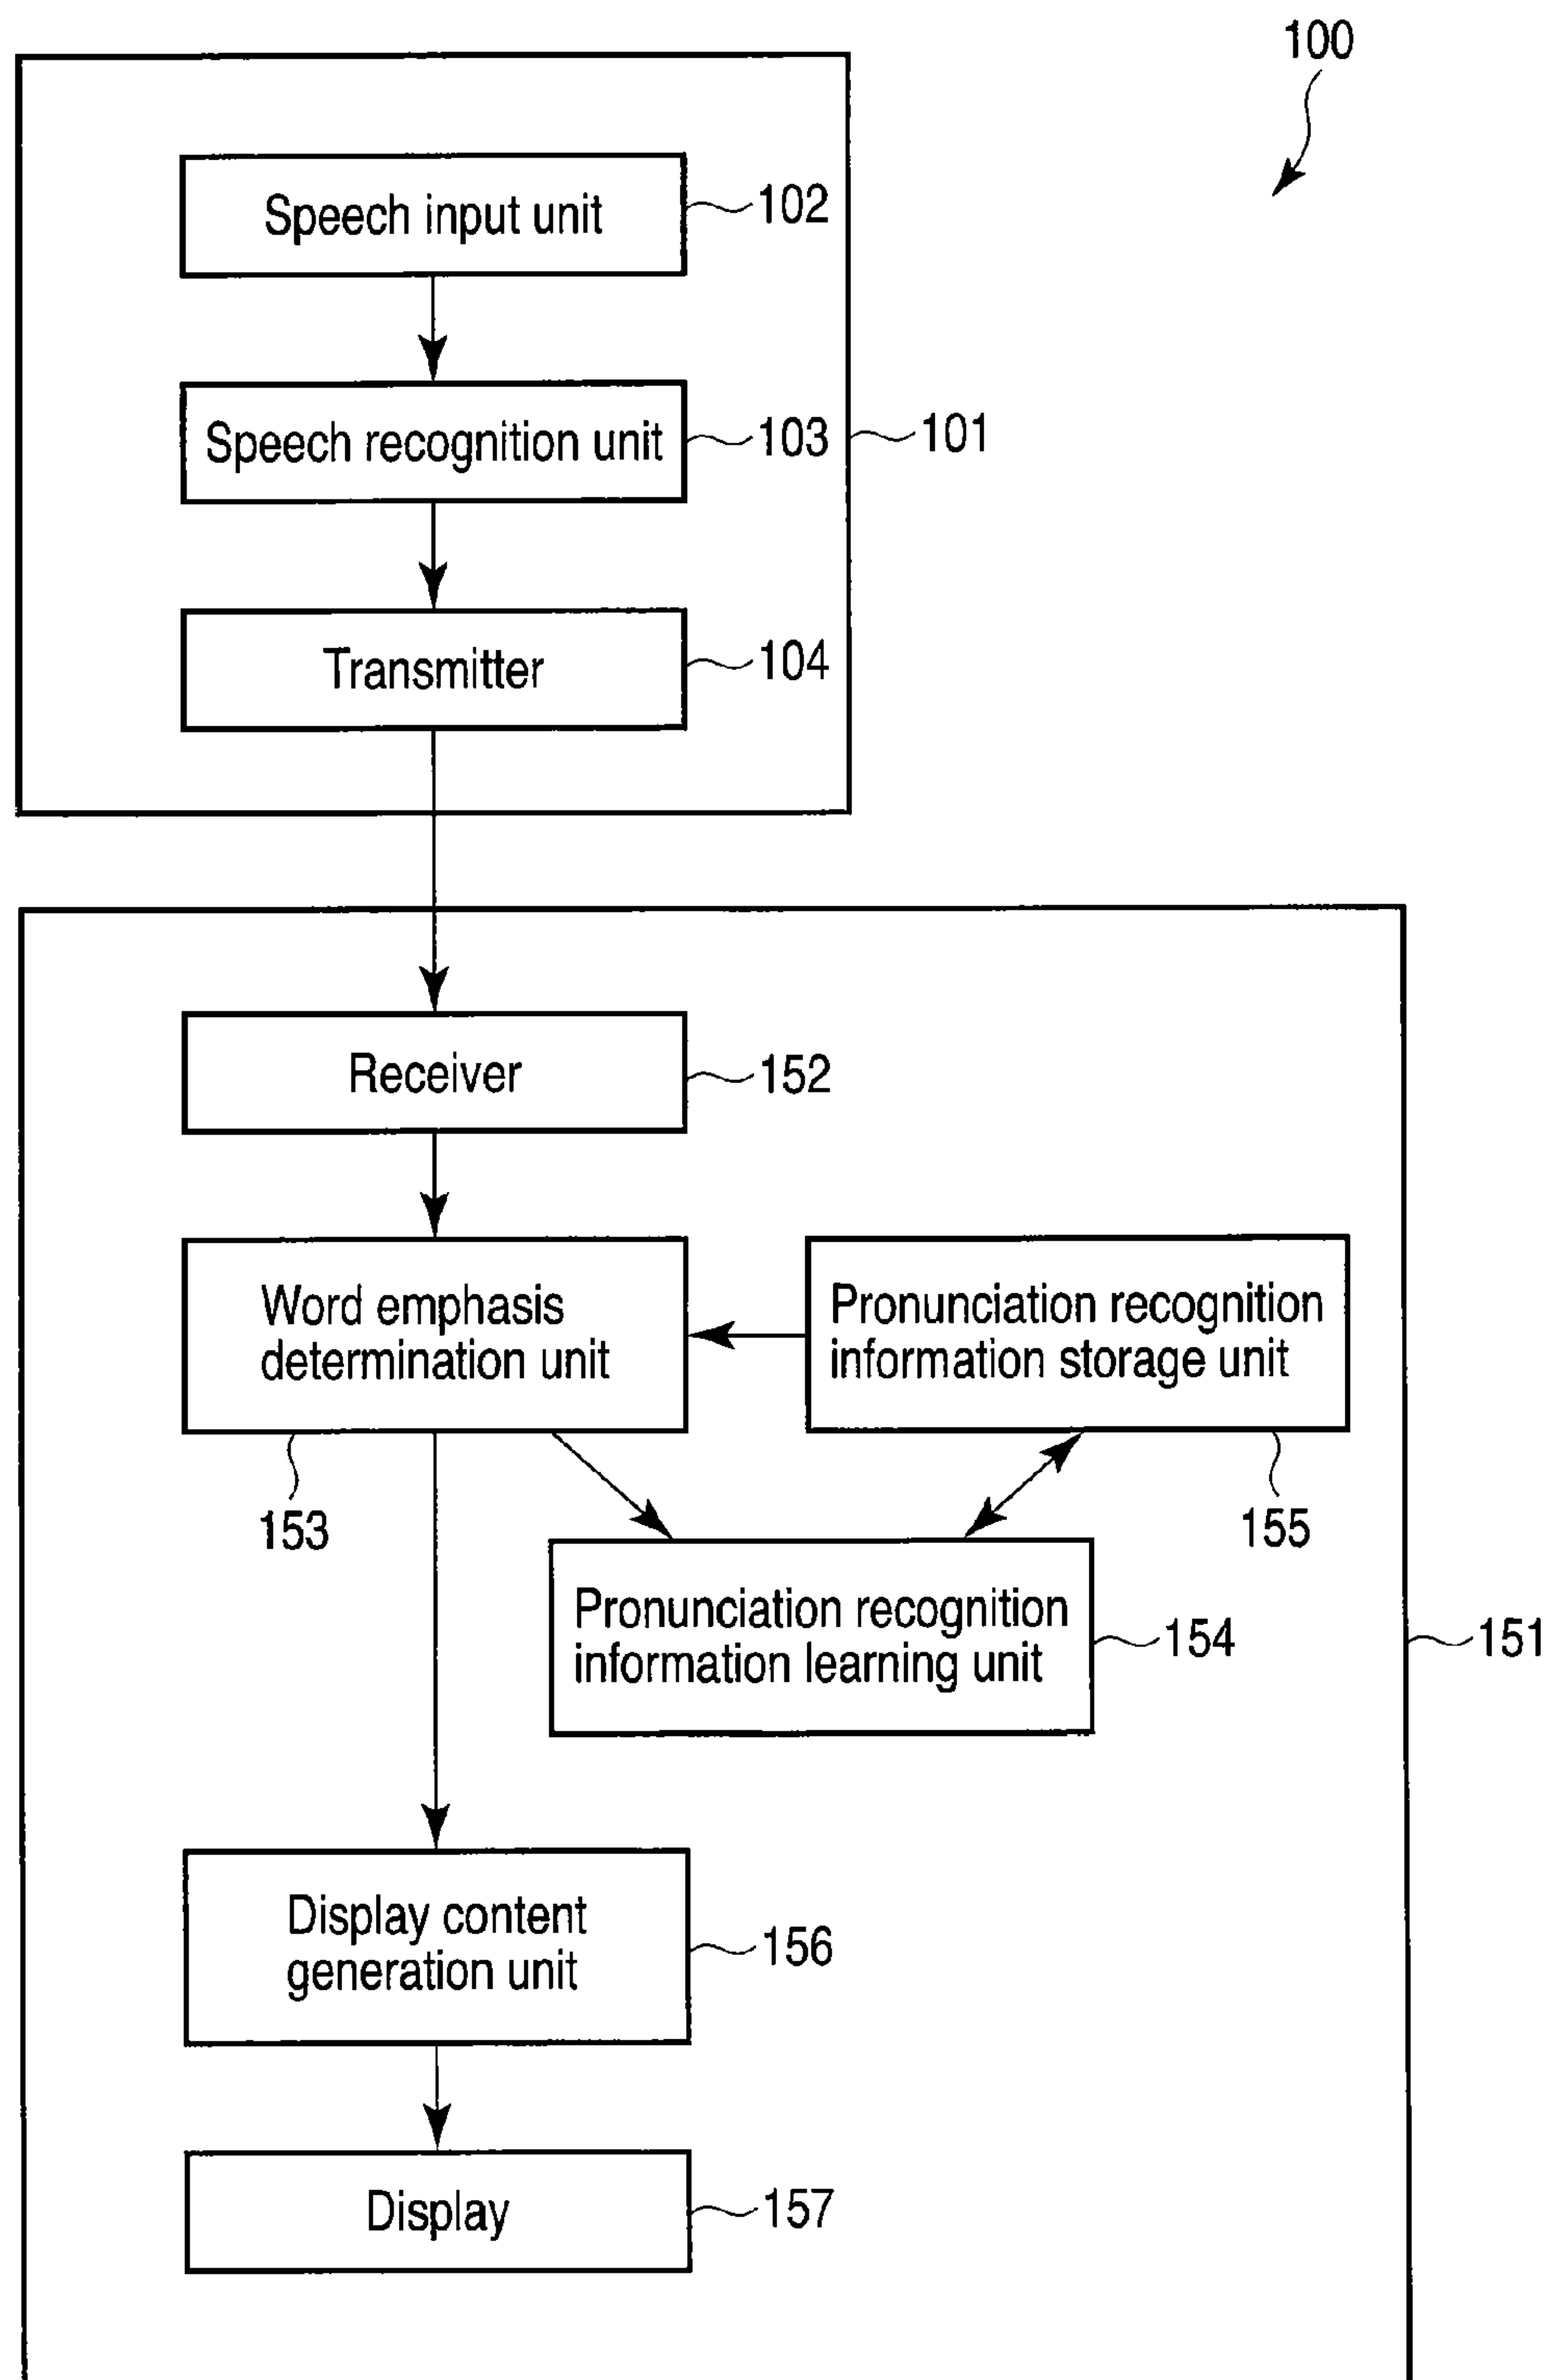 100
Speech input unit
102
Speech recognition unit
103
101
Transmitter
104
Receiver
152
Word emphasis
determination unit
Pronunciation recognition
information storage unit
153
155
Pronunciation recognition
information learning unit
154
151
Display content
generation unit
156
Display
157